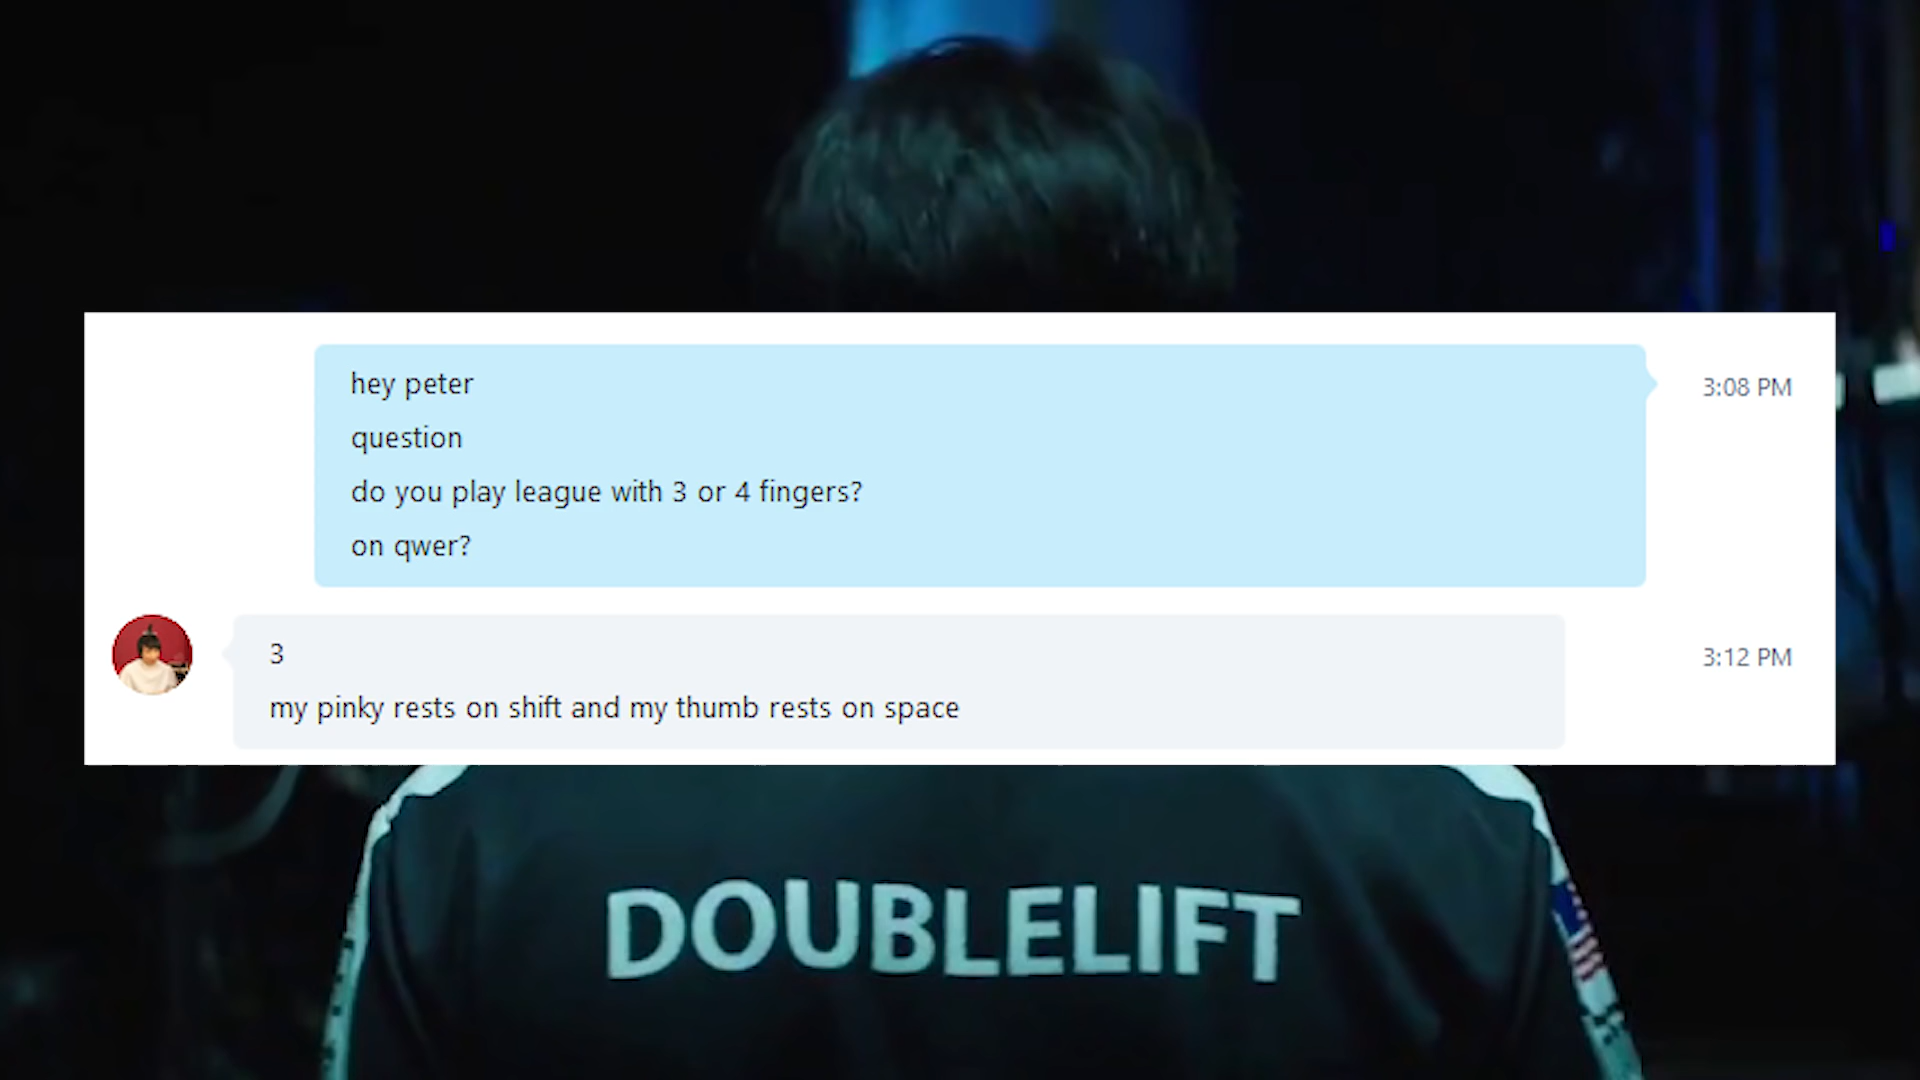 hey peter
3:08 PM
question
do you play league with 3 or 4 fingers?
on qwer?
3
3:12 PM
my pinky rests on shift and my thumb rests on space
DOUBLELIFT